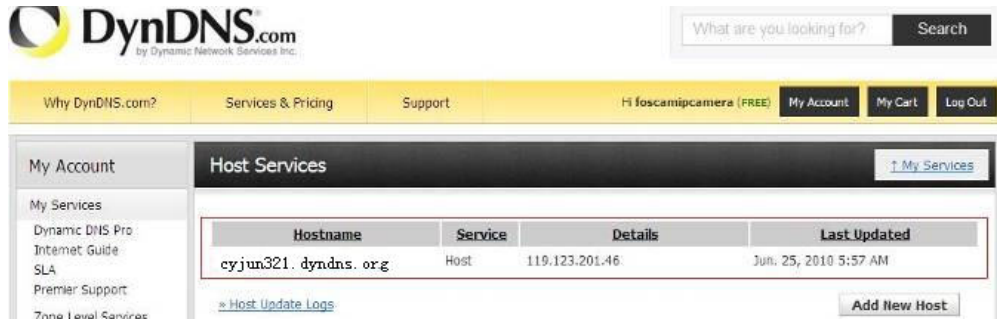 DynDNS.com
by Dynamic Network Services Inc.
What are you looking for? Search
Why DynDNS.com? Services & Pricing Support Hi foscamipcamera (FREE) My Account My Cart Log Out
My Account
Host Services
↑ My Services
My Services
Dynamic DNS Pro
Internet Guide
SLA
Premier Support
Zone Level Services
Hostname Service Details Last Updated
cyjun321.dyndns.org Host 119.123.201.46 Jun. 25, 2010 5:57 AM
» Host Update Logs
Add New Host